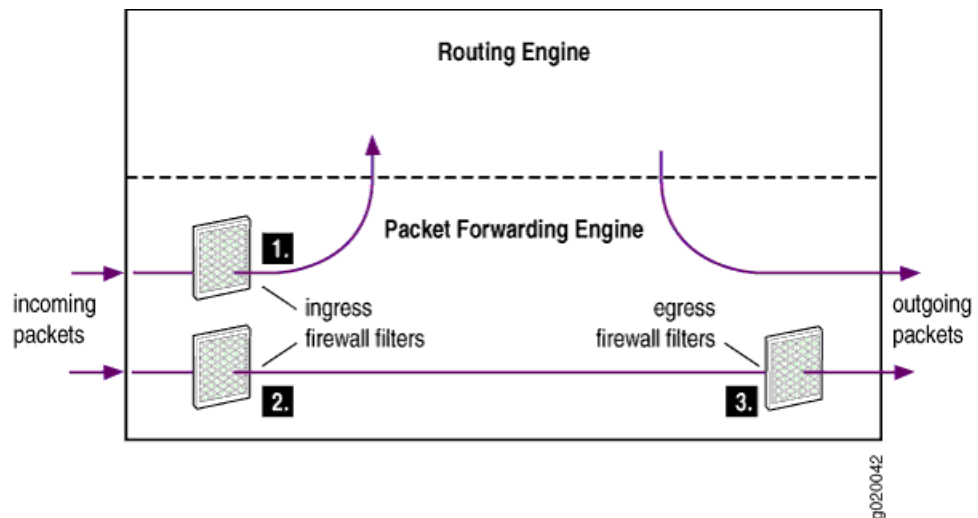 Routing Engine
Packet Forwarding Engine
1.
incoming
packets
ingress
firewall filters
egress
firewall filters
outgoing
packets
2.
3.
g020042